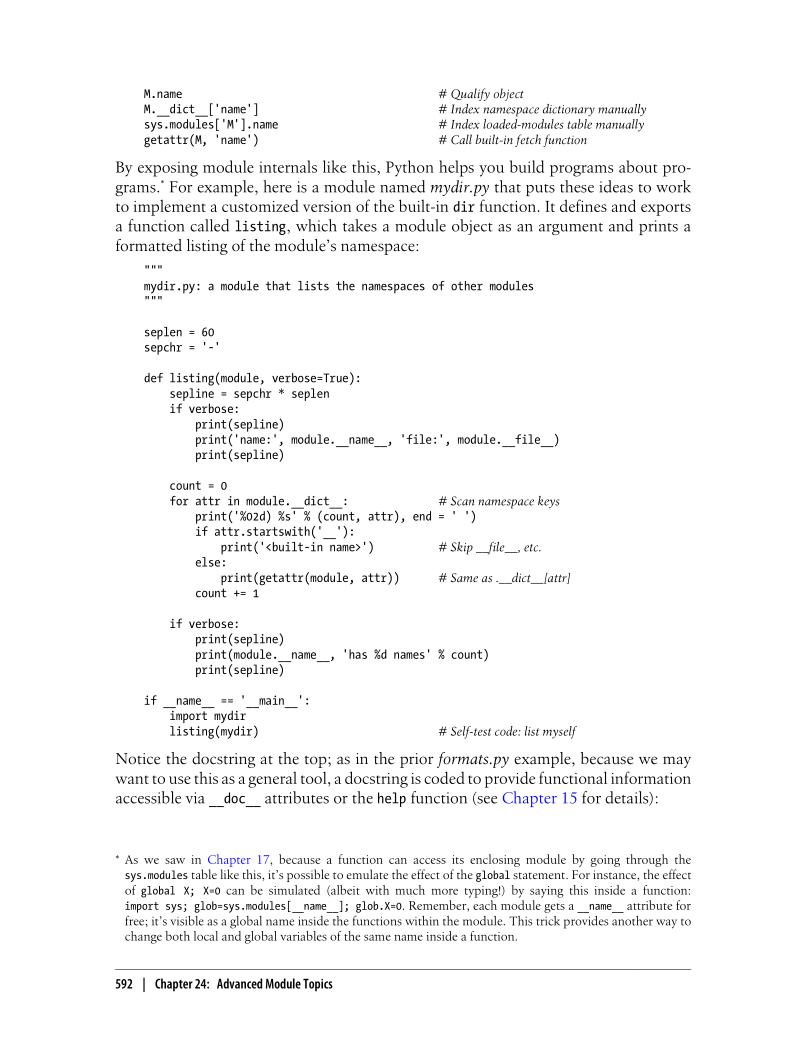 M.name                                        # Qualify object
M.__dict__['name']                            # Index namespace dictionary manually
sys.modules['M'].name                         # Index loaded-modules table manually
getattr(M, 'name')                            # Call built-in fetch function
By exposing module internals like this, Python helps you build programs about pro-
grams.* For example, here is a module named mydir.py that puts these ideas to work
to implement a customized version of the built-in dir function. It defines and exports
a function called listing, which takes a module object as an argument and prints a
formatted listing of the module's namespace:
"""
mydir.py: a module that lists the namespaces of other modules
"""
seplen = 60
sepchr = '-'
def listing(module, verbose=True):
    sepline = sepchr * seplen
    if verbose:
        print(sepline)
        print('name:', module.__name__, 'file:', module.__file__)
        print(sepline)
    count = 0
    for attr in module.__dict__:              # Scan namespace keys
        print('%02d) %s' % (count, attr), end = ' ')
        if attr.startswith('__'):
            print('<built-in name>')          # Skip __file__, etc.
        else:
            print(getattr(module, attr))      # Same as .__dict__[attr]
        count += 1
    if verbose:
        print(sepline)
        print(module.__name__, 'has %d names' % count)
        print(sepline)
if __name__ == '__main__':
    import mydir
    listing(mydir)                            # Self-test code: list myself
Notice the docstring at the top; as in the prior formats.py example, because we may
want to use this as a general tool, a docstring is coded to provide functional information
accessible via __doc__ attributes or the help function (see Chapter 15 for details):
* As we saw in Chapter 17, because a function can access its enclosing module by going through the
sys.modules table like this, it's possible to emulate the effect of the global statement. For instance, the effect
of global X; X=0 can be simulated (albeit with much more typing!) by saying this inside a function:
import sys; glob=sys.modules[__name__]; glob.X=0. Remember, each module gets a __name__ attribute for
free; it's visible as a global name inside the functions within the module. This trick provides another way to
change both local and global variables of the same name inside a function.
592 | Chapter 24: Advanced Module Topics